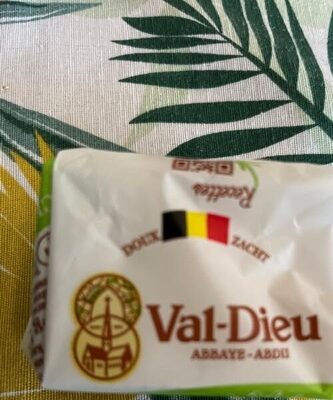 Recettes
DOUX ZACHT
Val-Dieu
ABBAYE - ABDIJ